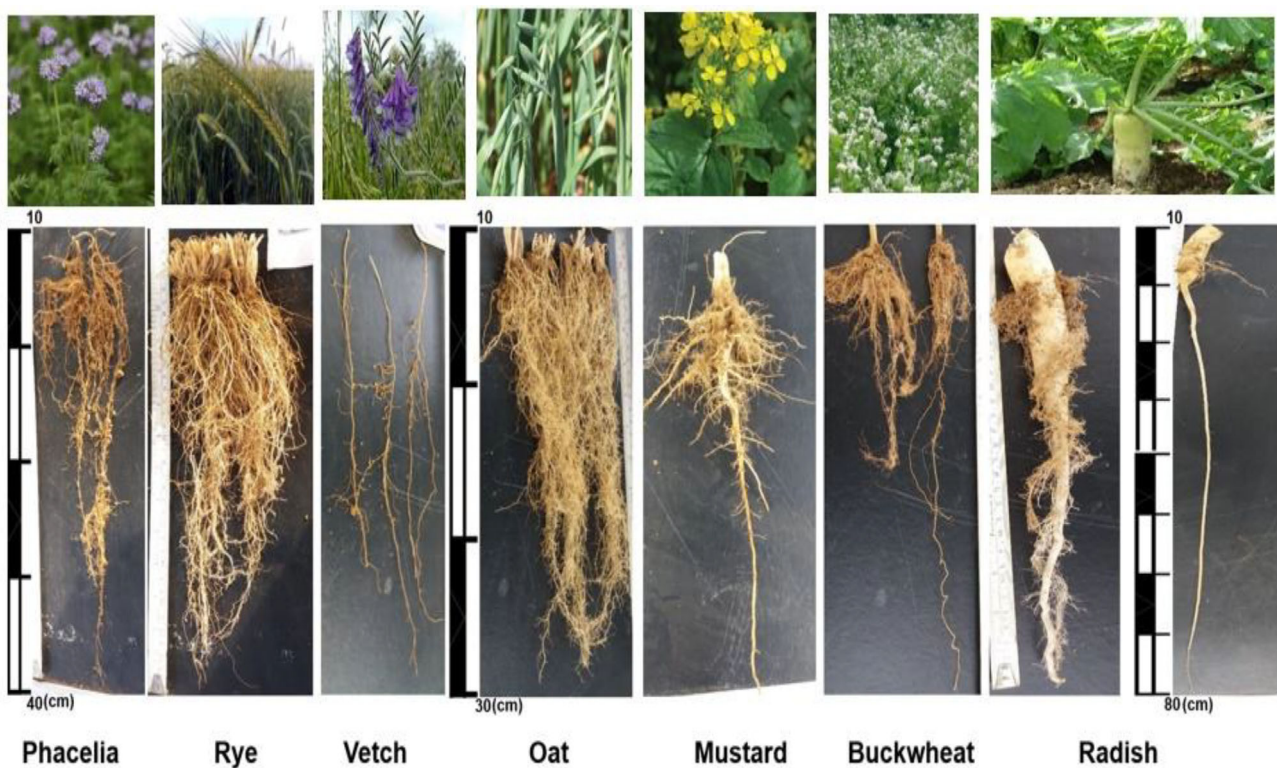 10
10
10
40(cm)
30(cm)
80(cm)
Phacelia
Rye
Vetch
Oat
Mustard
Buckwheat
Radish